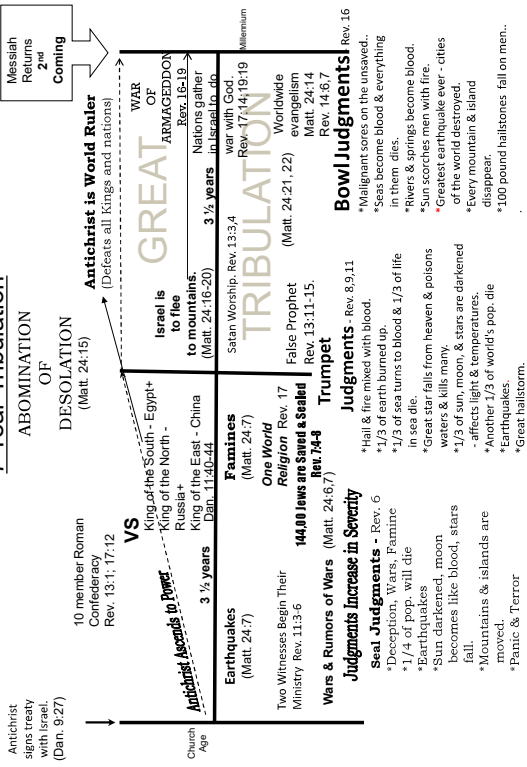 7 Year Tribulation
Antichrist
signs treaty
with Israel.
(Dan. 9:27)
10 member Roman
Confederacy
Rev. 13:1; 17:12
ABOMINATION
OF
DESOLATION
(Matt. 24:15)
Messiah
Returns
2nd
Coming
Antichrist is World Ruler
(Defeats all Kings and nations)
VS
King of the South - Egypt+
King of the North -
Russia+
King of the East - China
Dan. 11:40-44
Antichrist Ascends to Power
3 ½ years
Church
Age
GREAT
TRIBULATION
WAR
OF
ARMAGEDDON
Rev. 16-19
Nations gather
in Israel to do
war with God.
Rev. 17:14;19:19
Israel is
to flee
to mountains.
(Matt. 24:16-20)
3 ½ years
Millennium
Earthquakes
(Matt. 24:7)
Famines
(Matt. 24:7)
Two Witnesses Begin Their
Ministry Rev. 11:3-6
One World
Religion Rev. 17
144,00 Jews are Saved & Sealed
Rev. 7:4-8
Wars & Rumors of Wars (Matt. 24:6,7)
Satan Worship. Rev. 13:3,4
False Prophet
Rev. 13:11-15.
(Matt. 24:21, 22)
Worldwide
evangelism
Matt. 24:14
Rev. 14:6,7
Judgments Increase in Severity
Seal Judgments - Rev. 6
*Deception, Wars, Famine
*1/4 of pop. will die
*Earthquakes
*Sun darkened, moon
becomes like blood, stars
fall.
*Mountains & islands are
moved.
*Panic & Terror
Trumpet
Judgments - Rev. 8,9,11
*Hail & fire mixed with blood.
*1/3 of earth burned up.
*1/3 of sea turns to blood & 1/3 of life
in sea die.
*Great star falls from heaven & poisons
waters & kills many.
*1/3 of sun, moon, & stars are darkened
- affects light & temperatures.
*Another 1/3 of world's pop. die
*Earthquakes.
*Great hailstorm.
Bowl Judgments Rev. 16
*Malignant sores on the unsaved..
*Seas become blood & everything
in them dies.
*Rivers & springs become blood.
*Sun scorches men with fire.
*Greatest earthquake ever - cities
of the world destroyed.
*Every mountain & island
disappear.
*100 pound hailstones fall on men..